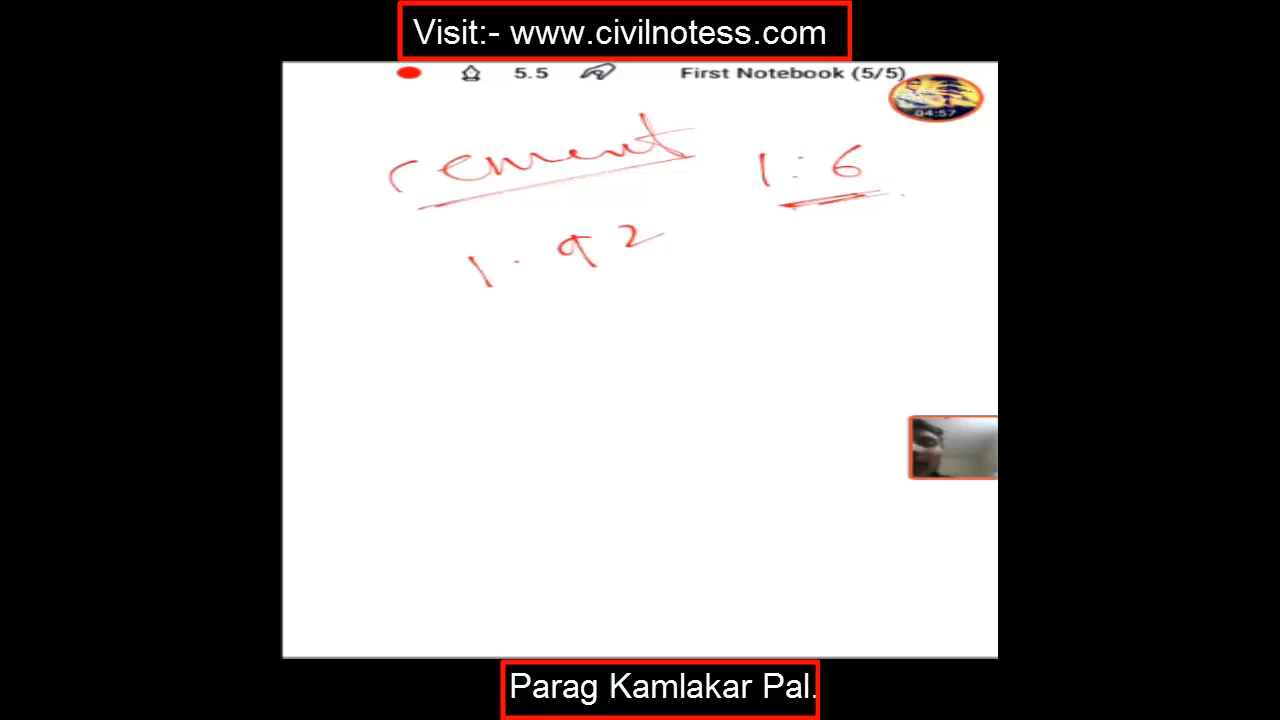 Visit:- www.civilnotess.com
5.5 First Notebook (5/5)
04:57
cement 1:6
1.92
Parag Kamlakar Pal.